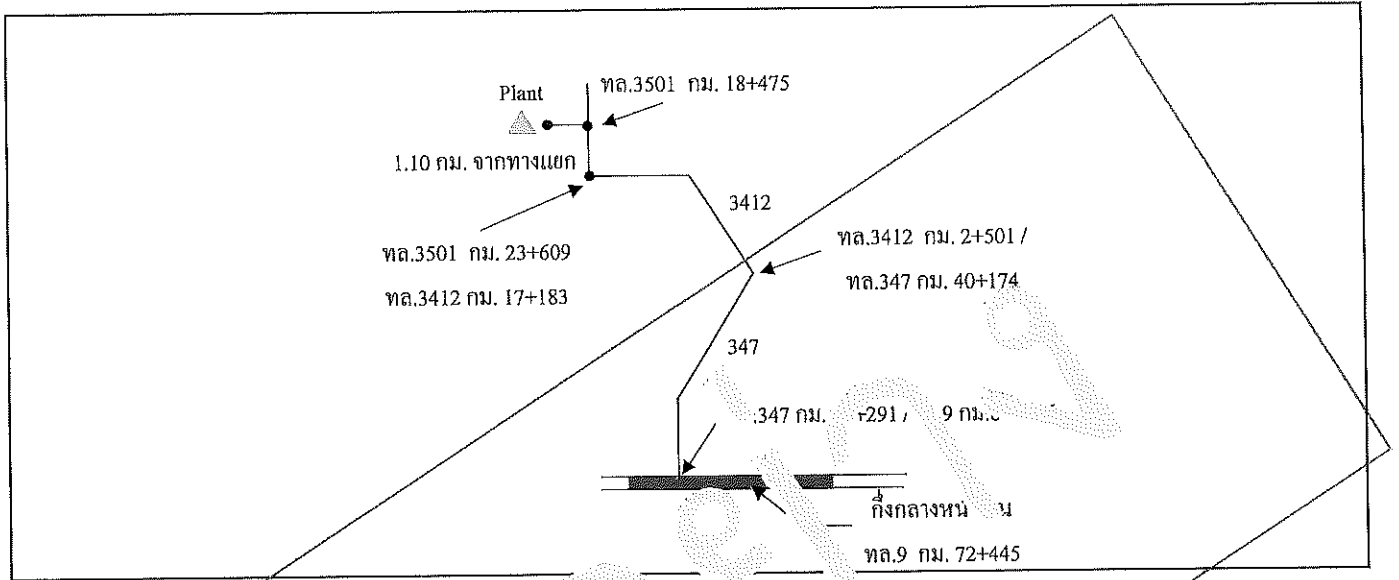 Plant
ทล.3501 กม. 18+475
1.10 กม. จากทางแยก
3412
ทล.3501 กม. 23+609
ทล.3412 กม. 17+183
ทล.3412 กม. 2+501 /
ทล.347 กม. 40+174
347
.347 กม. +291 / 9 กม.
กึ่งกลาง
ทล.9 กม. 72+445